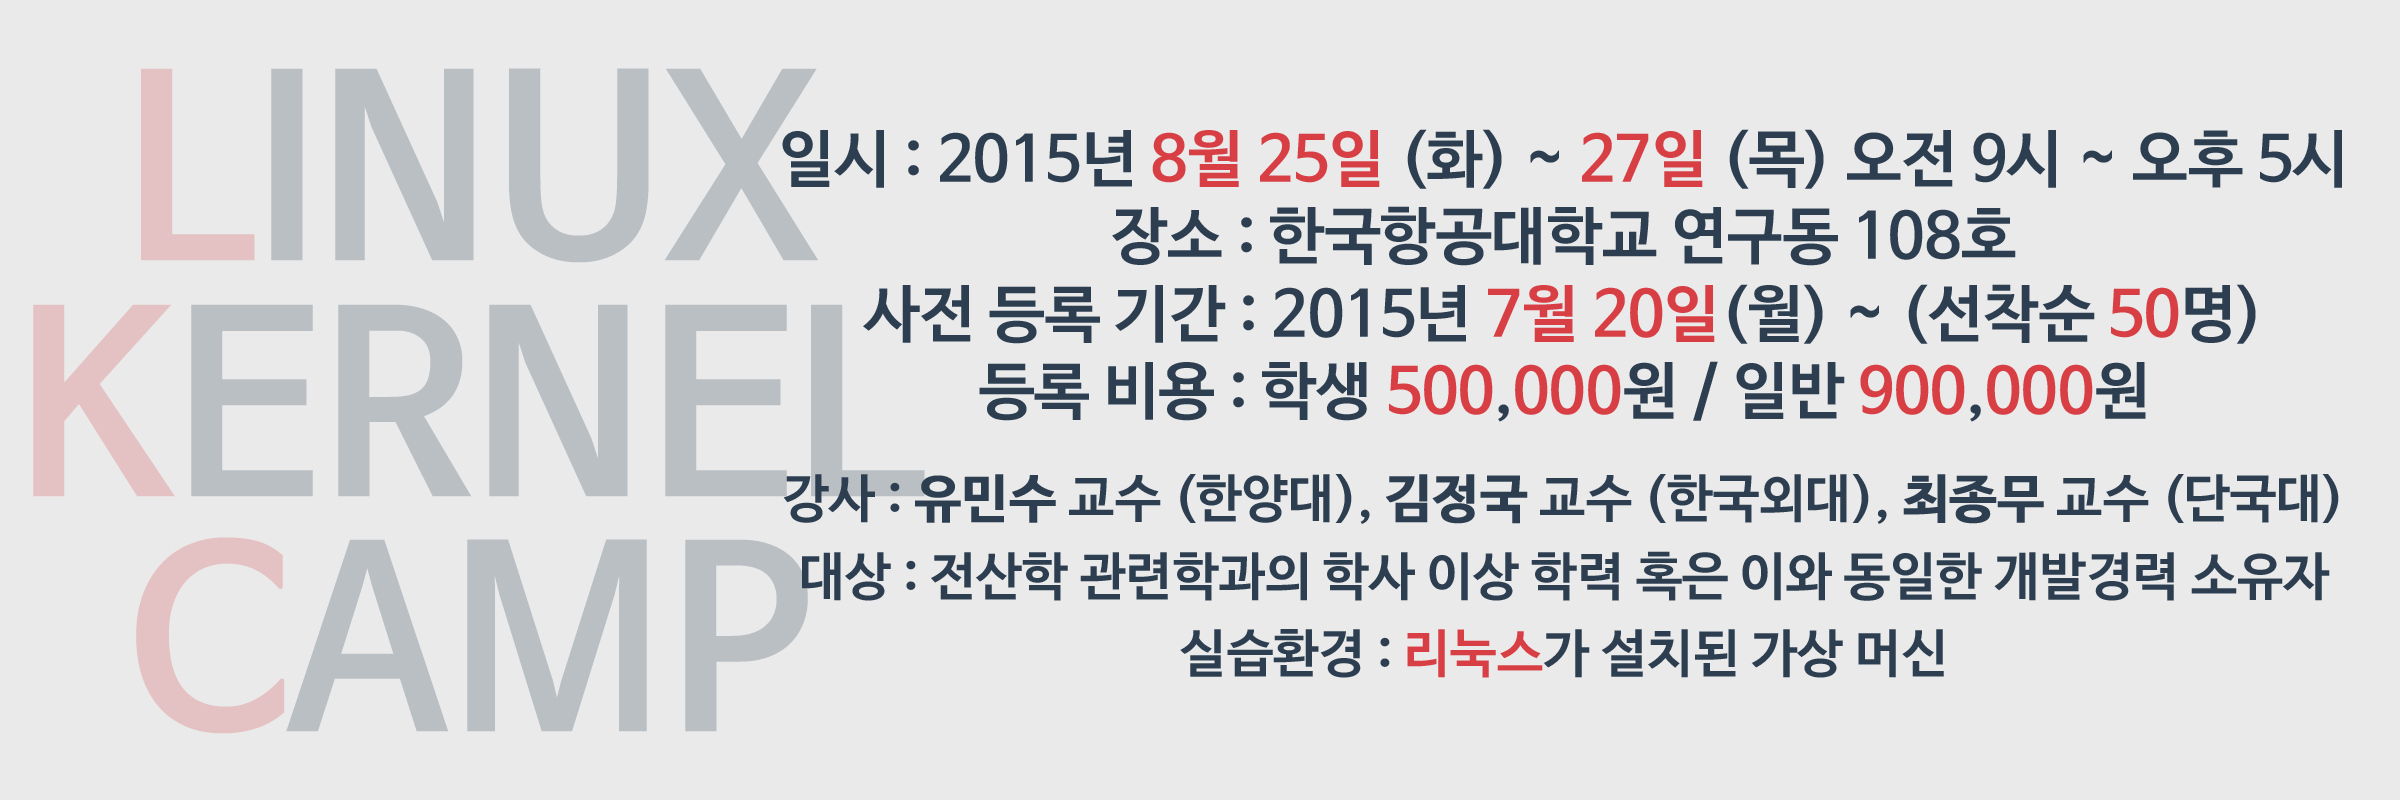 LINUX
KERNEL
CAMP
일시 : 2015년 8월 25일 (화) ~ 27일 (목) 오전 9시 ~ 오후 5시
장소 : 한국항공대학교 연구동 108호
사전 등록 기간 : 2015년 7월 20일(월) ~ (선착순 50명)
등록 비용 : 학생 500,000원 / 일반 900,000원
강사 : 유민수 교수 (한양대), 김정국 교수 (한국외대), 최종무 교수 (단국대)
대상 : 전산학 관련학과의 학사 이상 학력 혹은 이와 동일한 개발경력 소유자
실습환경 : 리눅스가 설치된 가상 머신